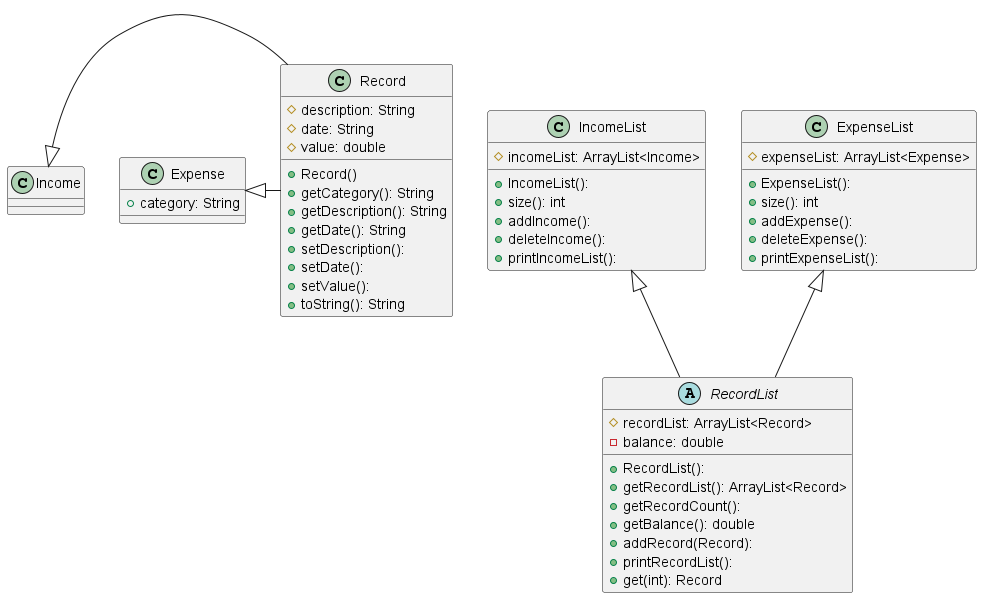 C Income
C Expense
category: String
C Record
description: String
date: String
value: double
Record()
getCategory(): String
getDescription(): String
getDate(): String
setDescription():
setDate():
setValue():
toString(): String
C IncomeList
incomeList: ArrayList<Income>
IncomeList():
size(): int
addIncome():
deleteIncome():
printIncomeList():
C ExpenseList
expenseList: ArrayList<Expense>
ExpenseList():
size(): int
addExpense():
deleteExpense():
printExpenseList():
A RecordList
recordList: ArrayList<Record>
balance: double
RecordList():
getRecordList(): ArrayList<Record>
getRecordCount():
getBalance(): double
addRecord(Record):
printRecordList():
get(int): Record